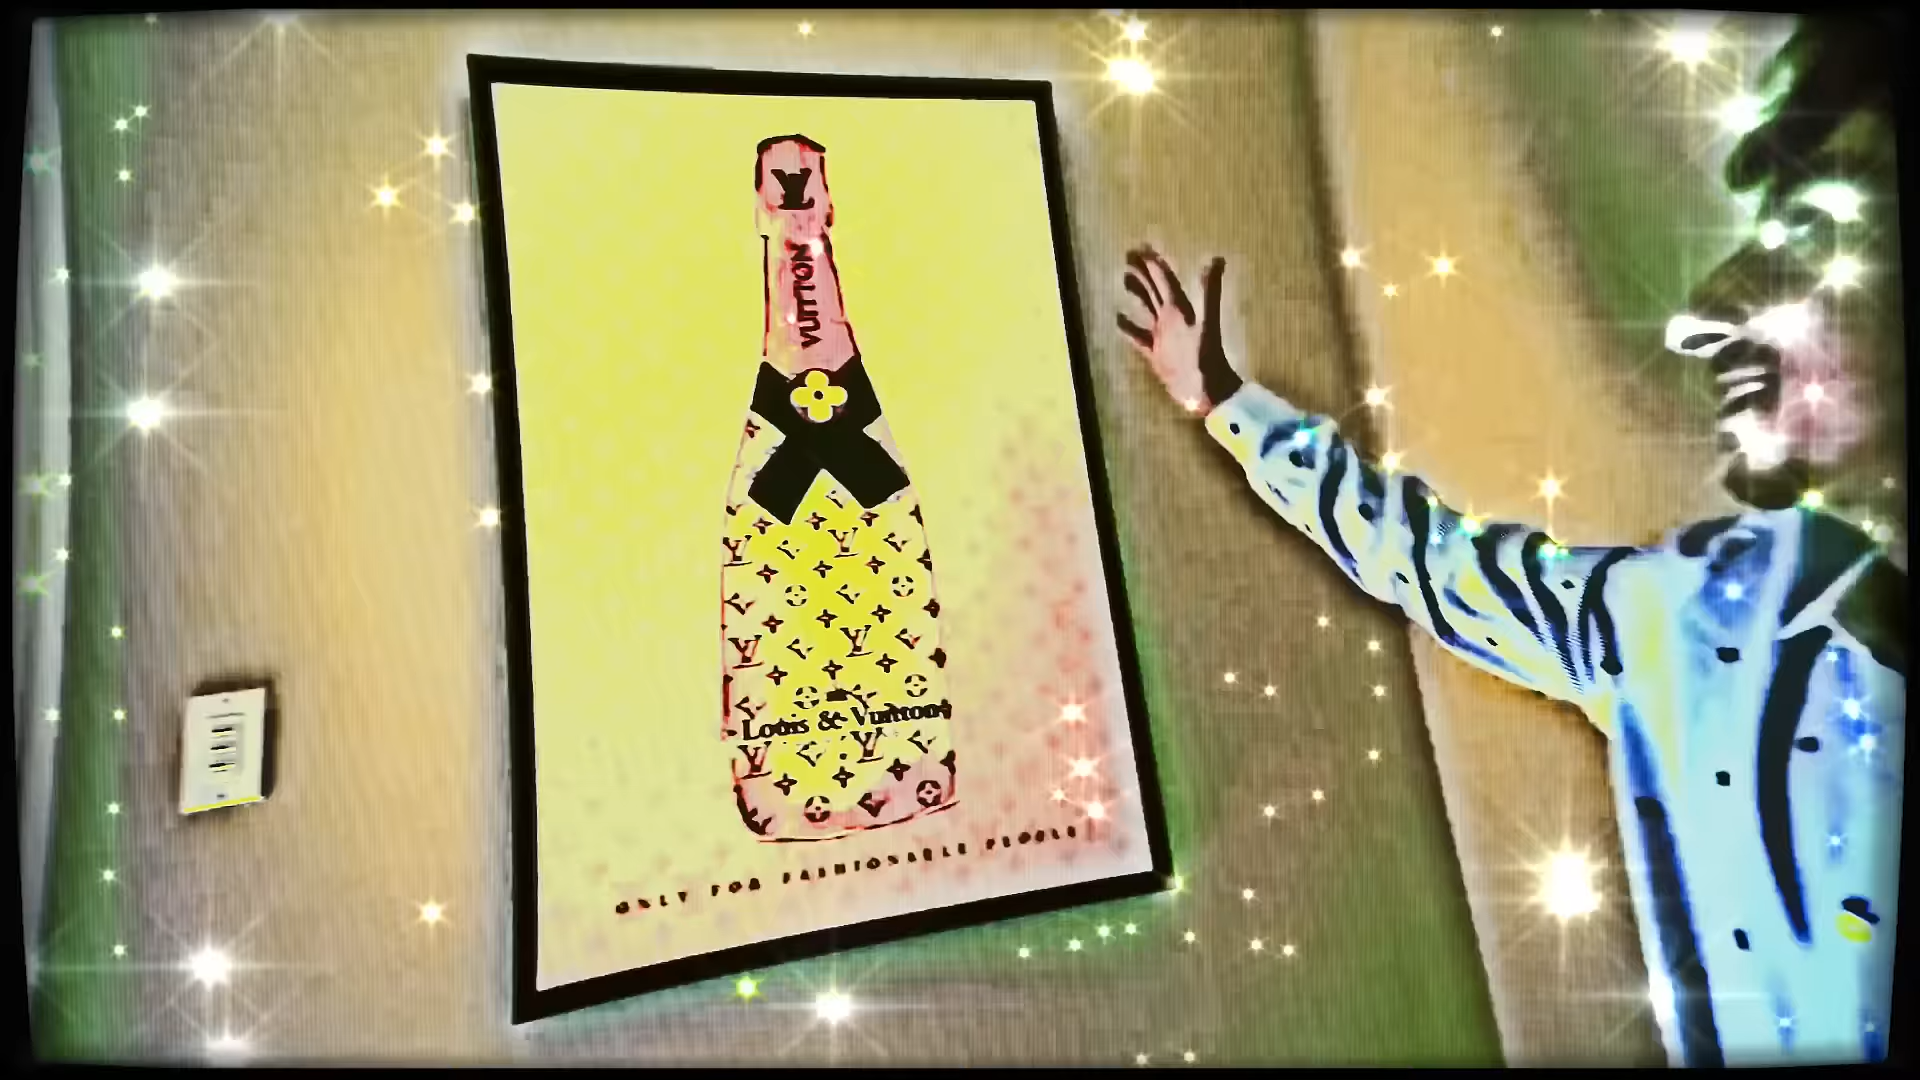 LV
VUITTON
Louis & Vuitton
ONLY FOR FASHIONABLE PEOPLE